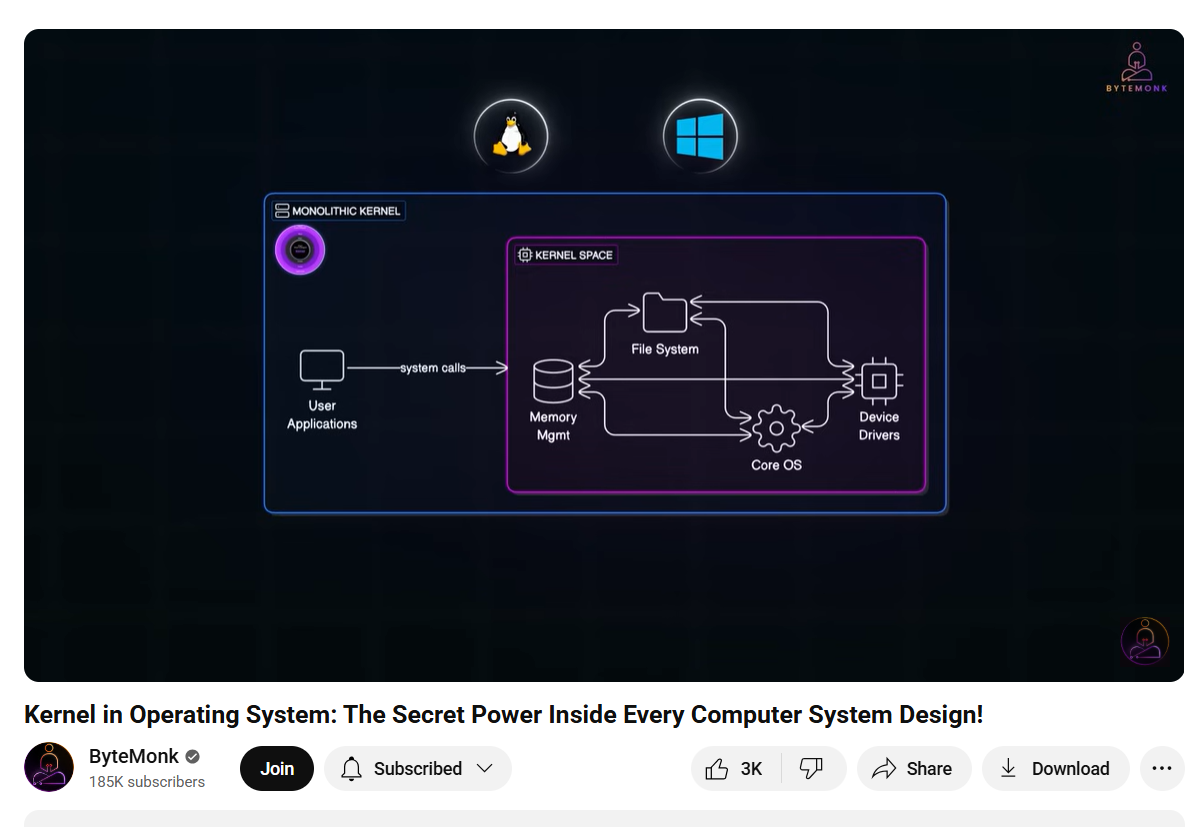 BYTEMONK
MONOLITHIC KERNEL
KERNEL SPACE
File System
system calls
User
Applications
Memory
Mgmt
Device
Drivers
Core OS
Kernel in Operating System: The Secret Power Inside Every Computer System Design!
ByteMonk
185K subscribers
Join
Subscribed
3K
Share
Download